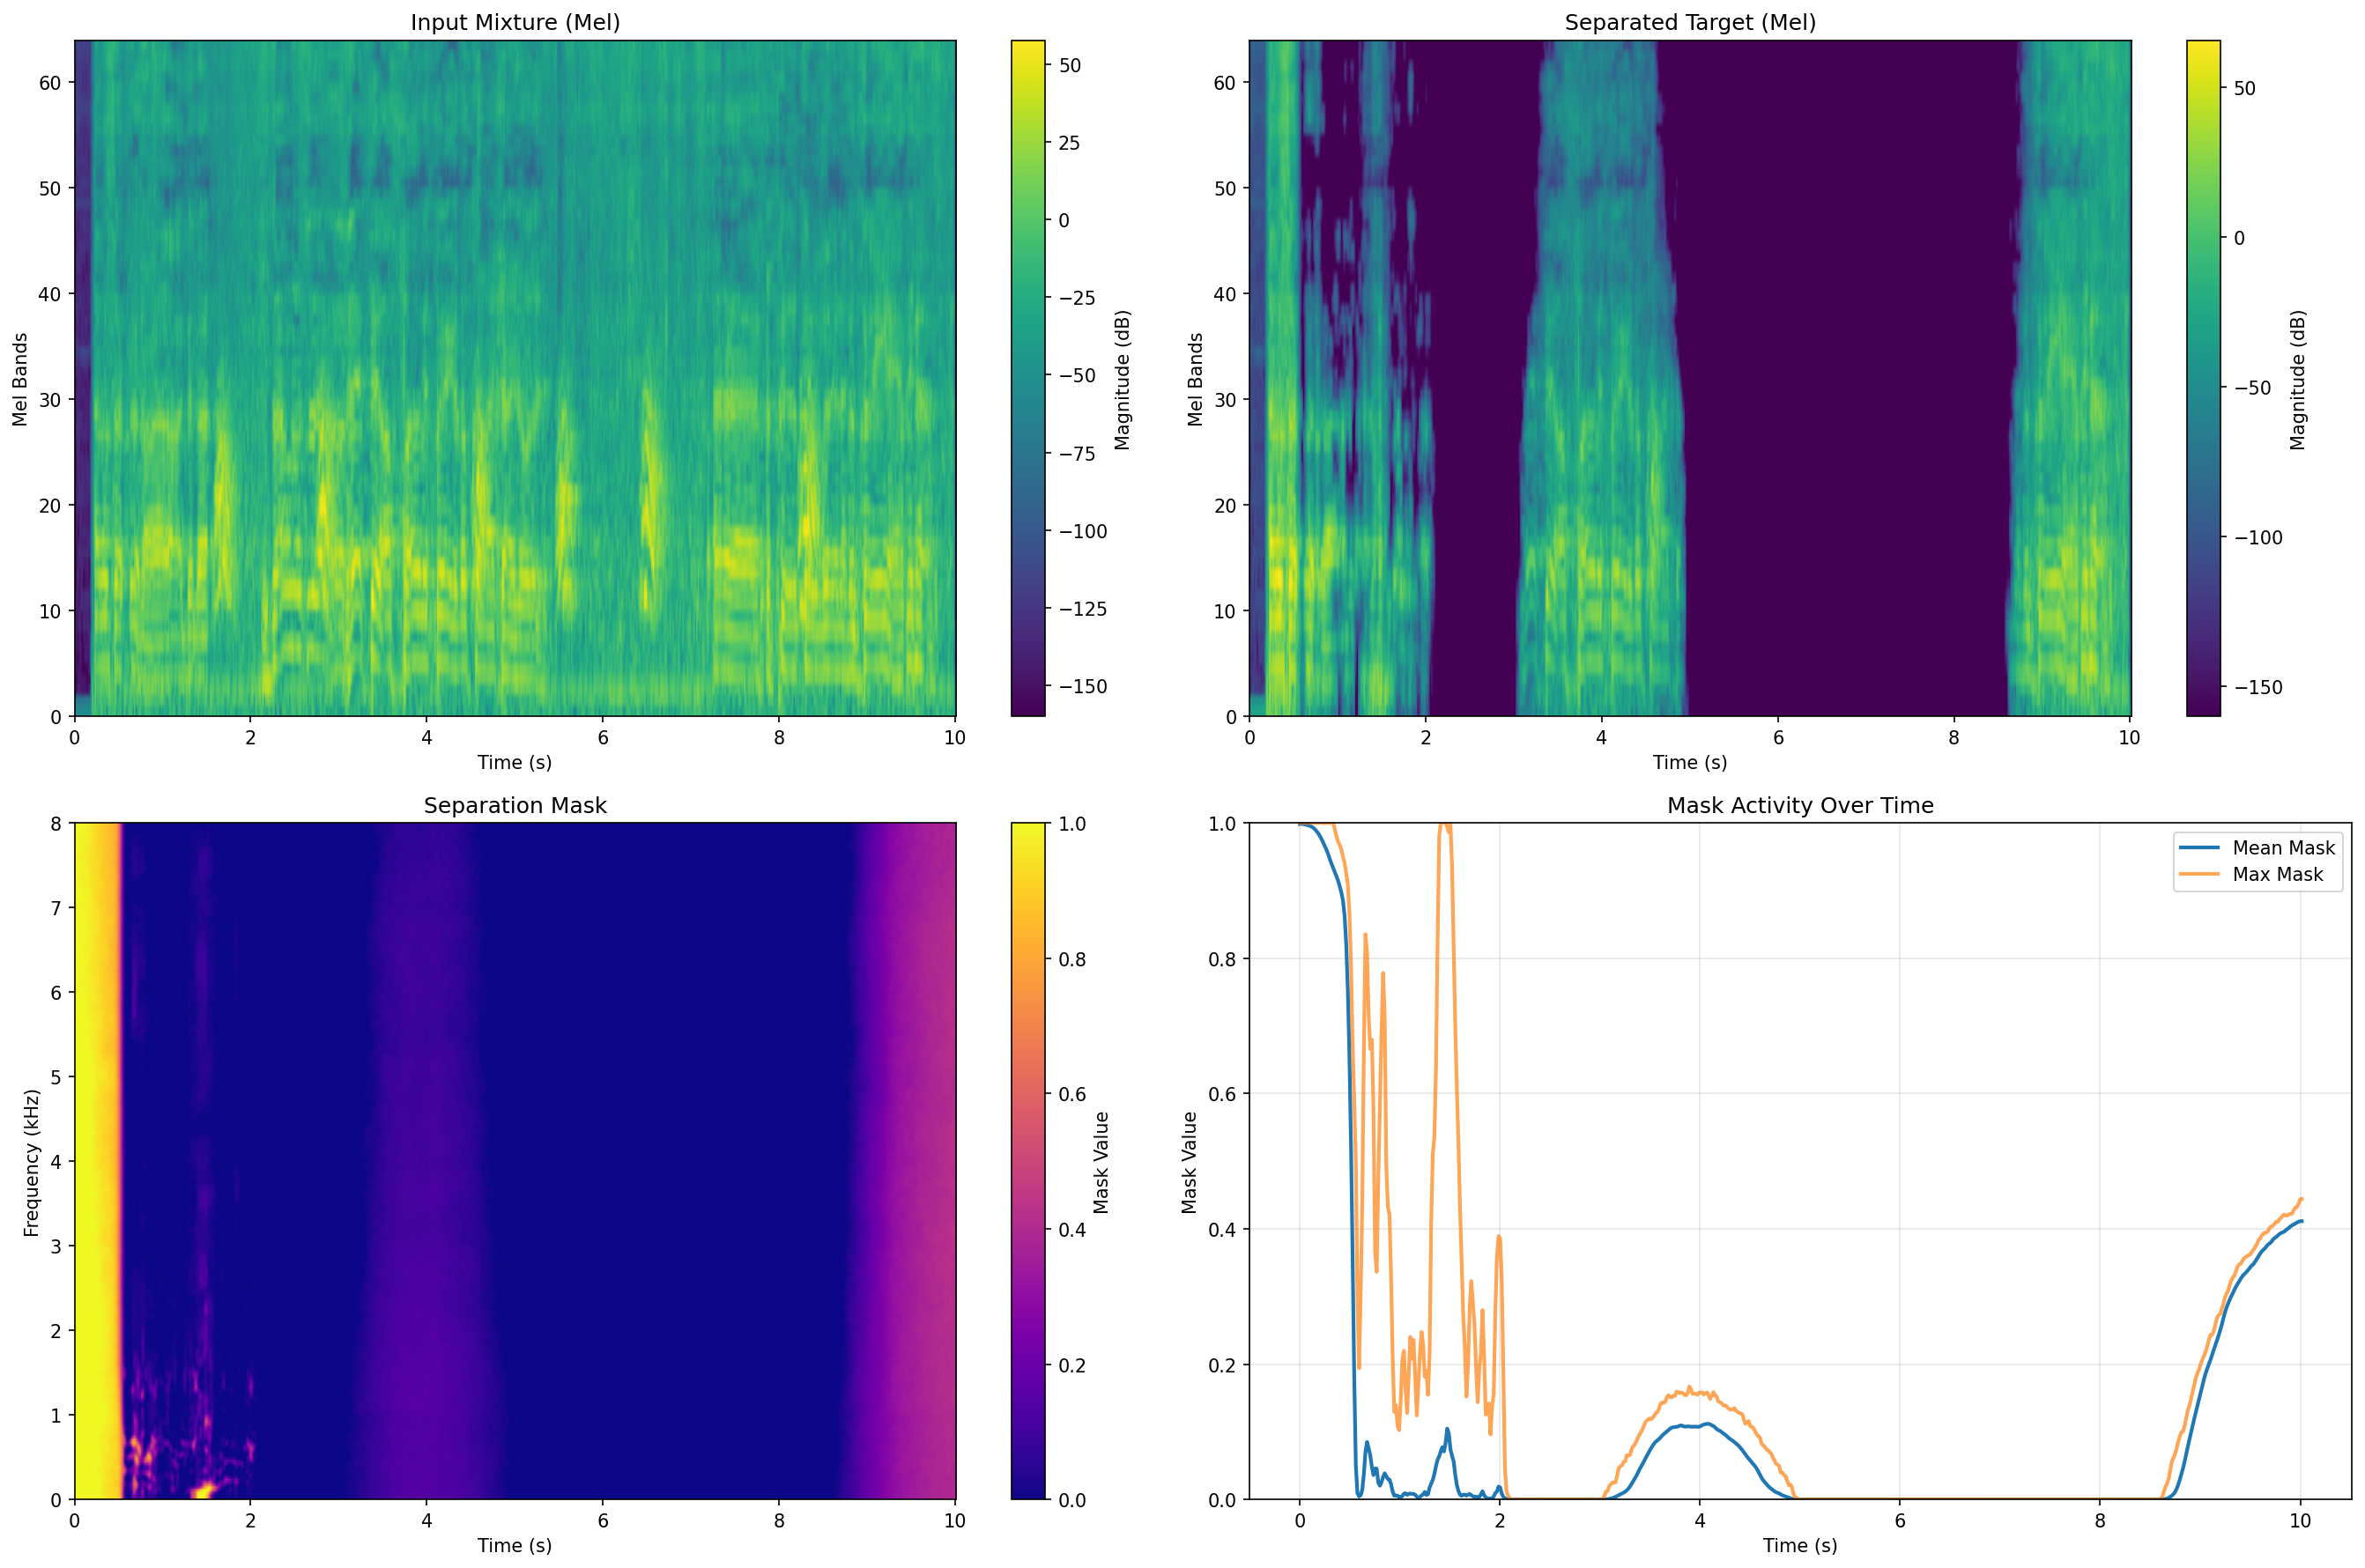 Input Mixture (Mel)
Mel Bands
60
50
40
30
20
10
0
0 2 4 6 8 10
Time (s)
50
25
0
−25
−50
−75
−100
−125
−150
Magnitude (dB)
Separated Target (Mel)
Mel Bands
60
50
40
30
20
10
0
0 2 4 6 8 10
Time (s)
50
0
−50
−100
−150
Magnitude (dB)
Separation Mask
Frequency (kHz)
8
7
6
5
4
3
2
1
0
0 2 4 6 8 10
Time (s)
1.0
0.8
0.6
0.4
0.2
0.0
Mask Value
Mask Activity Over Time
Mask Value
1.0
0.8
0.6
0.4
0.2
0.0
0 2 4 6 8 10
Time (s)
Mean Mask
Max Mask